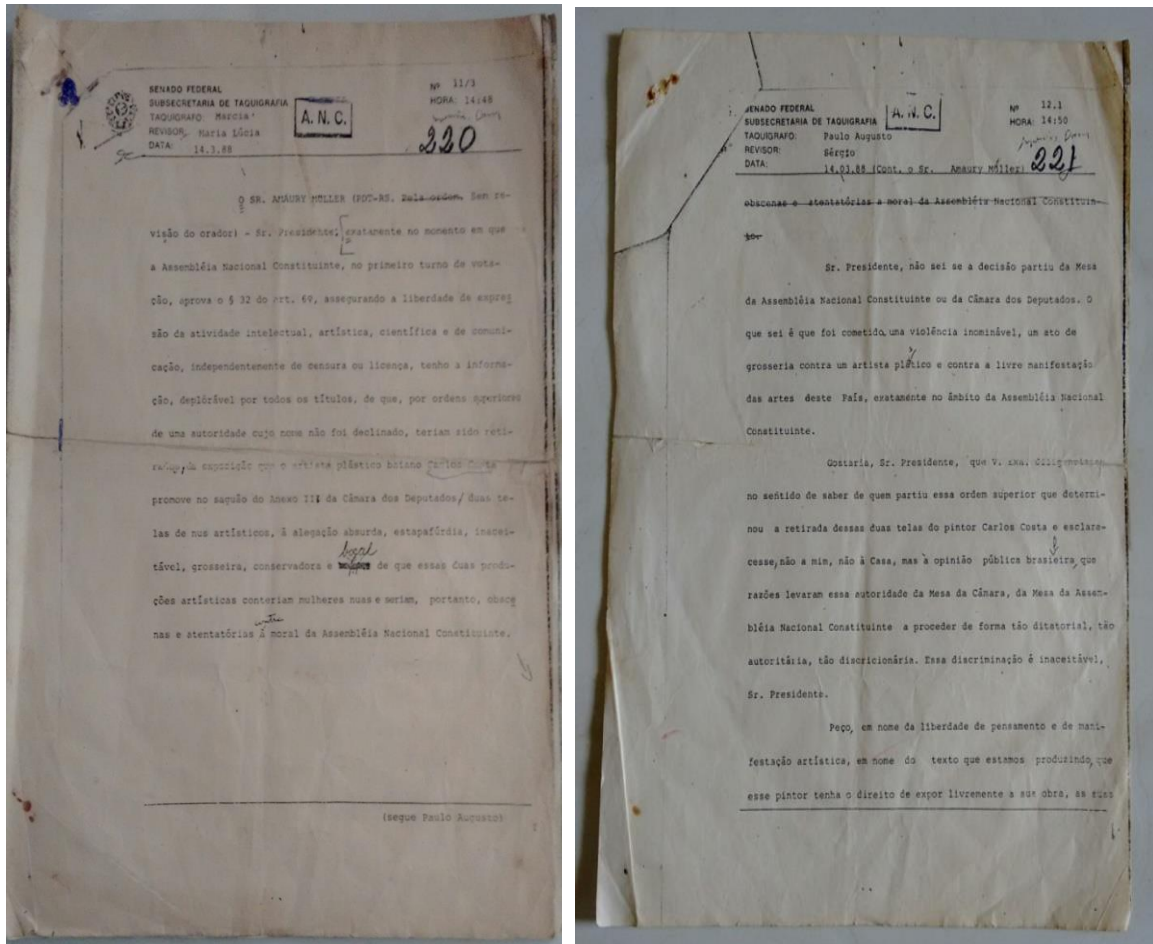 SENADO FEDERAL
SUBSECRETARIA DE TAQUIGRAFIA
TAQUÍGRAFO: Marcia
REVISOR: Maria Lúcia
DATA: 14.3.88
A. N. C.
Nº 11/3
HORA: 14:48
220
O SR. AMAURY MÜLLER (PDT-RS. Pela ordem. Sem re-
visão do orador) - Sr. Presidente, exatamente no momento em que
a Assembléia Nacional Constituinte, no primeiro turno de vota-
ção, aprova o § 32 do art. 69, assegurando a liberdade de expres
são da atividade intelectual, artística, científica e de comuni-
cação, independentemente de censura ou licença, tenho a informa-
ção, deplorável por todos os títulos, de que, por ordens superiores
de uma autoridade cujo nome não foi declinado, teriam sido reti-
radas, da exposição que o artista plástico baiano Carlos Costa
promove no saguão do Anexo III da Câmara dos Deputados/ duas te-
las de nus artísticos, à alegação absurda, estapafúrdia, inacei-
tável, grosseira, conservadora e boçal de que essas duas produ-
ções artísticas conteriam mulheres nuas e seriam, portanto, obsce
nas e atentatórias à contra moral da Assembléia Nacional Constituinte.
(segue Paulo Augusto)
SENADO FEDERAL
SUBSECRETARIA DE TAQUIGRAFIA
TAQUÍGRAFO: Paulo Augusto
REVISOR: Sérgio
DATA: 14.03.88 (Cont. o Sr. Amaury Müller)
A. N. C.
Nº 12.1
HORA: 14:50
221
obscenas e atentatórias a moral da Assembléia Nacional Constituin-
te.
Sr. Presidente, não sei se a decisão partiu da Mesa
da Assembléia Nacional Constituinte ou da Câmara dos Deputados. O
que sei é que foi cometido uma violência inominável, um ato de
grosseria contra um artista plático e contra a livre manifestação
das artes deste País, exatamente no âmbito da Assembléia Nacional
Constituinte.
Gostaria, Sr. Presidente, que V. Exa. diligenciasse
no sentido de saber de quem partiu essa ordem superior que determi-
nou a retirada dessas duas telas do pintor Carlos Costa e esclare-
cesse, não a mim, não à Casa, mas à opinião pública brasieira, que
razões levaram essa autoridade da Mesa da Câmara, da Mesa da Assem-
bléia Nacional Constituinte a proceder de forma tão ditatorial, tão
autoritária, tão discricionária. Essa discriminação é inaceitável,
Sr. Presidente.
Peço, em nome da liberdade de pensamento e de mani-
festação artística, em nome do texto que estamos produzindo, que
esse pintor tenha o direito de expor livremente a sua obra, as suas